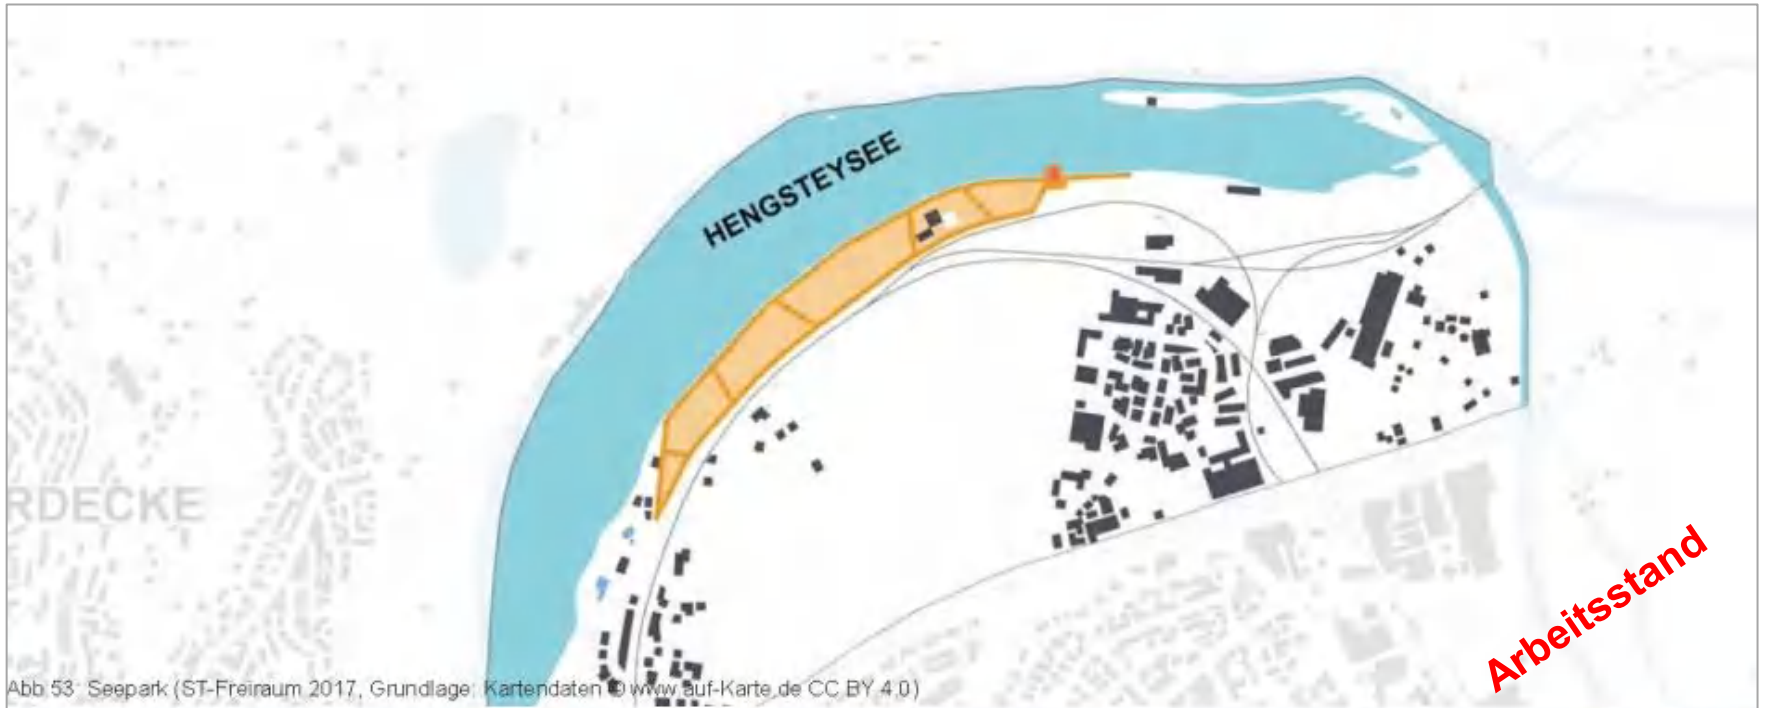 HENGSTEYSEE
RDECKE
Arbeitsstand
Abb 53: Seepark (ST-Freiraum 2017, Grundlage: Kartendaten © www.auf-Karte.de CC BY 4.0)